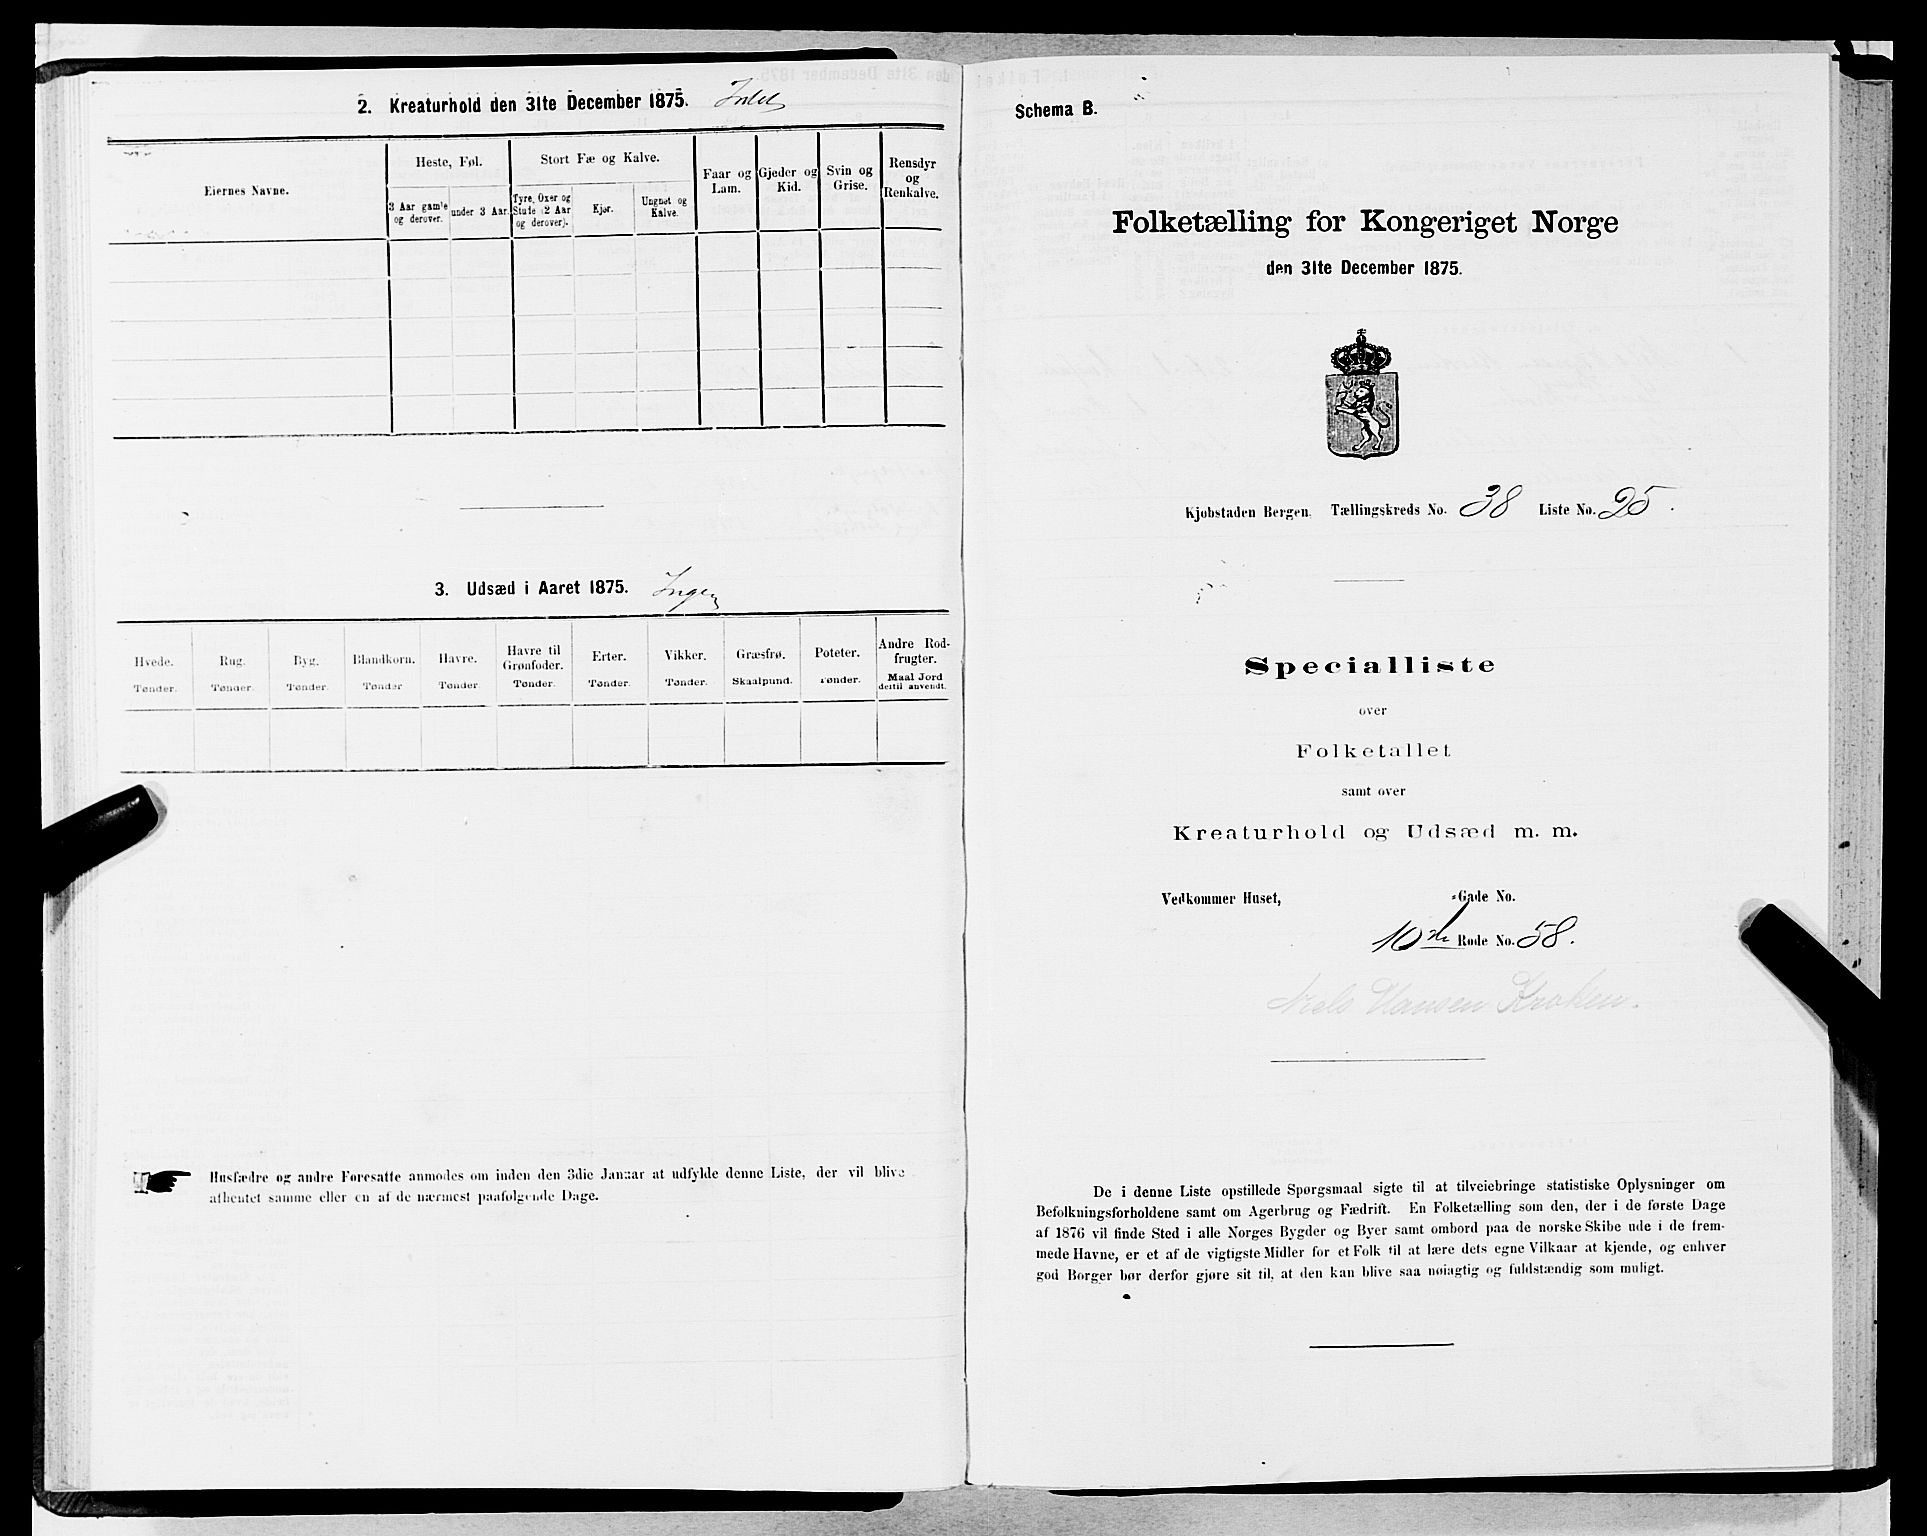 2. Kreaturhold den 31te December 1875. Intet
Eiernes Navne.
Heste, Føl.
3 Aar gamle og derover.
under 3 Aar.
Stort Fæ og Kalve.
Tyre, Oxer og Stude (2 Aar og derover).
Kjør.
Ungnøt og Kalve.
Faar og Lam.
Gjeder og Kid.
Svin og Grise.
Rensdyr og Renkalve.
3. Udsæd i Aaret 1875. Ingen
Hvede. Tønder.
Rug. Tønder.
Byg. Tønder.
Blandkorn. Tønder
Havre. Tønder
Havre til Grønfoder. Tønder.
Erter. Tønder.
Vikker. Tønder.
Græsfrø. Skaalpund.
Poteter. Tønder.
Andre Rodfrugter. Maal Jord dertil anvendt.
Husfædre og andre Foresatte anmodes om inden den 3die Januar at udfylde denne Liste, der vil blive
afhentet samme eller en af de nærmest paafølgende Dage.
Schema B.
Folketælling for Kongeriget Norge
den 31te December 1875.
Kjøbstaden Bergen. Tællingskreds No. 38 Liste No. 25.
Specialliste
over
Folketallet
samt over
Kreaturhold og Udsæd m. m.
Vedkommer Huset, -Gade No.
10de Rode No. 58.
Niels Hansen Kroken.
De i denne Liste opstillede Spørgsmaal sigte til at tilveiebringe statistiske Oplysninger om
Befolkningsforholdene samt om Agerbrug og Fædrift. En Folketælling som den, der i de første Dage
af 1876 vil finde Sted i alle Norges Bygder og Byer samt ombord paa de norske Skibe ude i de frem-
mede Havne, er et af de vigtigste Midler for et Folk til at lære dets egne Vilkaar at kjende, og enhver
god Borger bør derfor gjøre sit til, at den kan blive saa nøiagtig og fuldstændig som muligt.